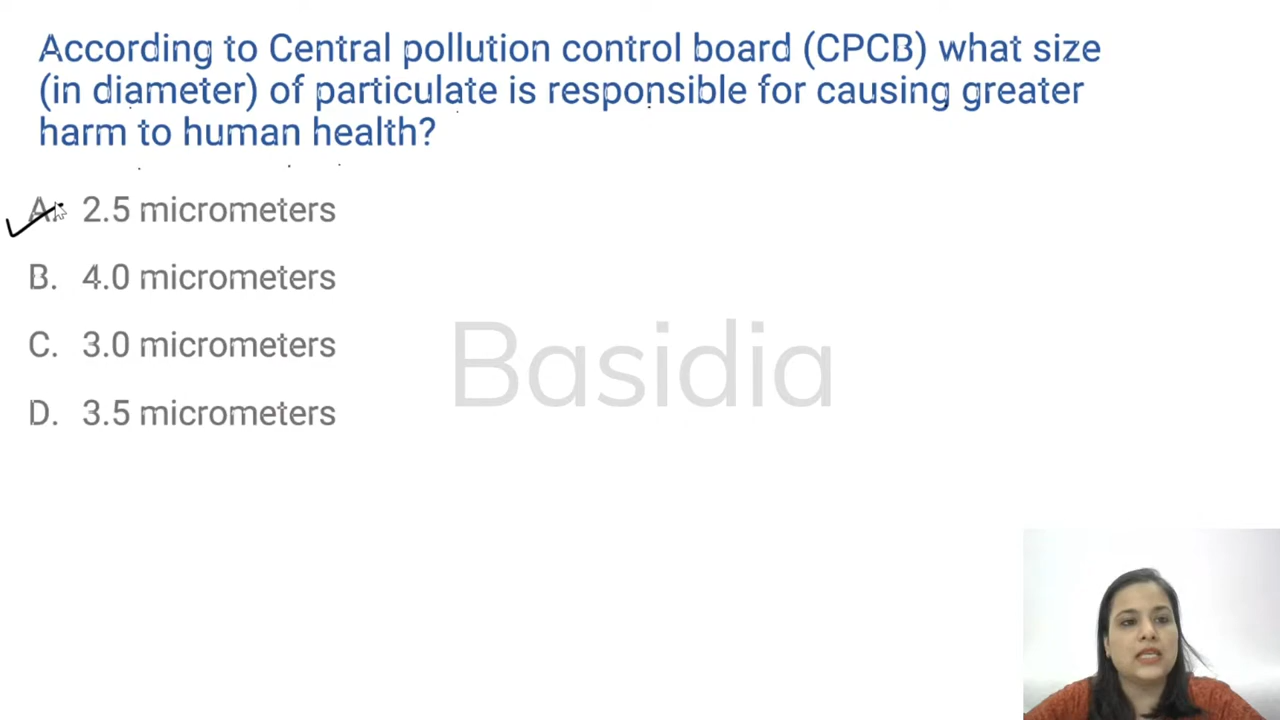 According to Central pollution control board (CPCB) what size
(in diameter) of particulate is responsible for causing greater
harm to human health?
A. 2.5 micrometers
B. 4.0 micrometers
C. 3.0 micrometers
D. 3.5 micrometers
Basidia